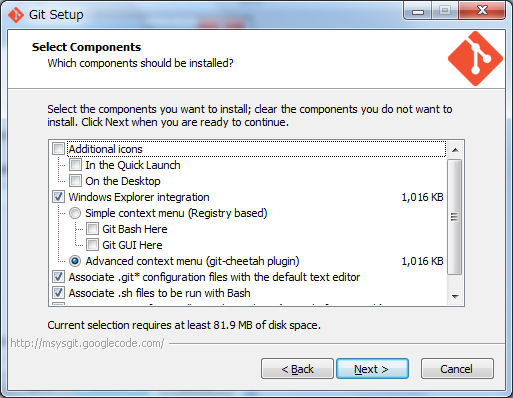 Git Setup
Select Components
Which components should be installed?
Select the components you want to install; clear the components you do not want to
install. Click Next when you are ready to continue.
Additional icons
In the Quick Launch
On the Desktop
Windows Explorer integration 1,016 KB
Simple context menu (Registry based)
Git Bash Here
Git GUI Here
Advanced context menu (git-cheetah plugin) 1,016 KB
Associate .git* configuration files with the default text editor
Associate .sh files to be run with Bash
Current selection requires at least 81.9 MB of disk space.
http://msysgit.googlecode.com/
< Back Next > Cancel